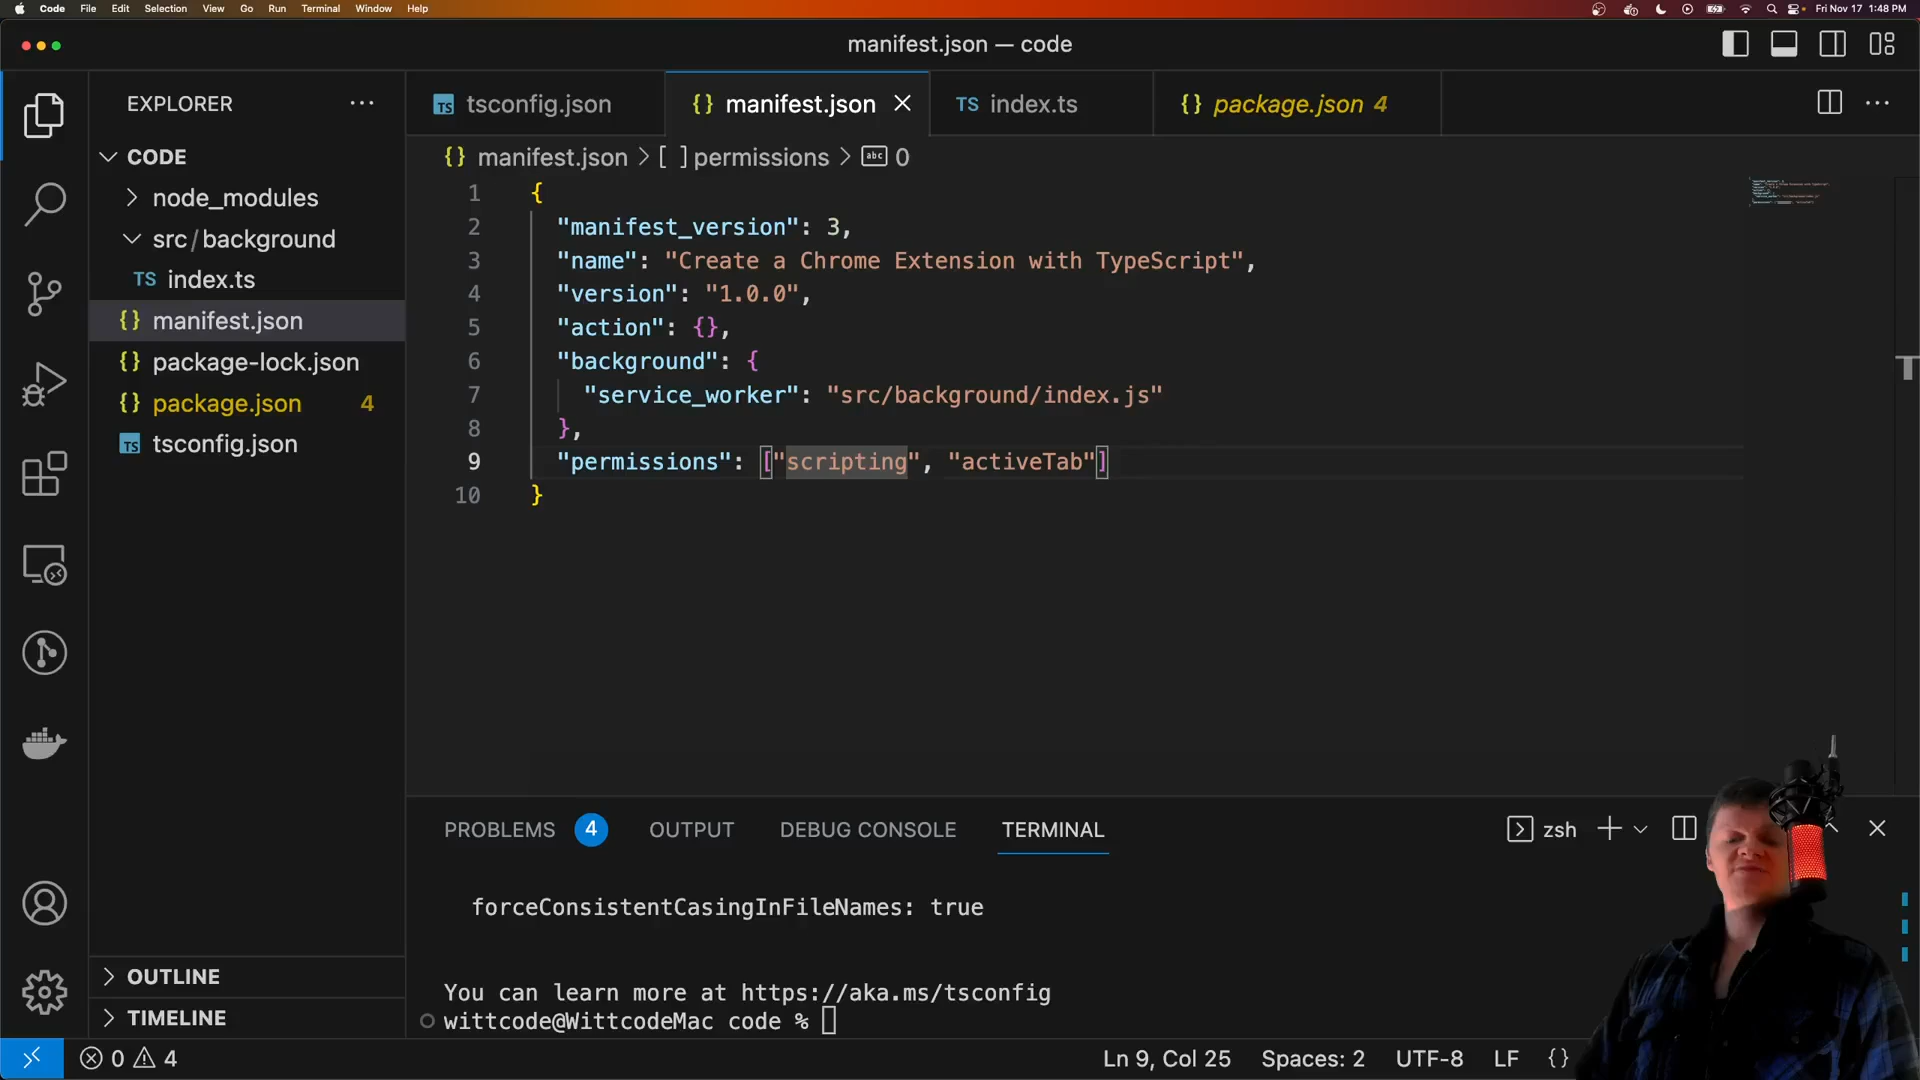 Code File Edit Selection View Go Run Terminal Window Help Fri Nov 17 1:48 PM
manifest.json — code
EXPLORER
CODE
node_modules
src/background
TS index.ts
{} manifest.json
{} package-lock.json
{} package.json 4
TS tsconfig.json
OUTLINE
TIMELINE
TS tsconfig.json {} manifest.json TS index.ts {} package.json 4
{} manifest.json > [ ] permissions > abc 0
1 {
2 "manifest_version": 3,
3 "name": "Create a Chrome Extension with TypeScript",
4 "version": "1.0.0",
5 "action": {},
6 "background": {
7 "service_worker": "src/background/index.js"
8 },
9 "permissions": ["scripting", "activeTab"]
10 }
PROBLEMS 4 OUTPUT DEBUG CONSOLE TERMINAL zsh
forceConsistentCasingInFileNames: true
You can learn more at https://aka.ms/tsconfig
wittcode@WittcodeMac code %
0 4 Ln 9, Col 25 Spaces: 2 UTF-8 LF {}